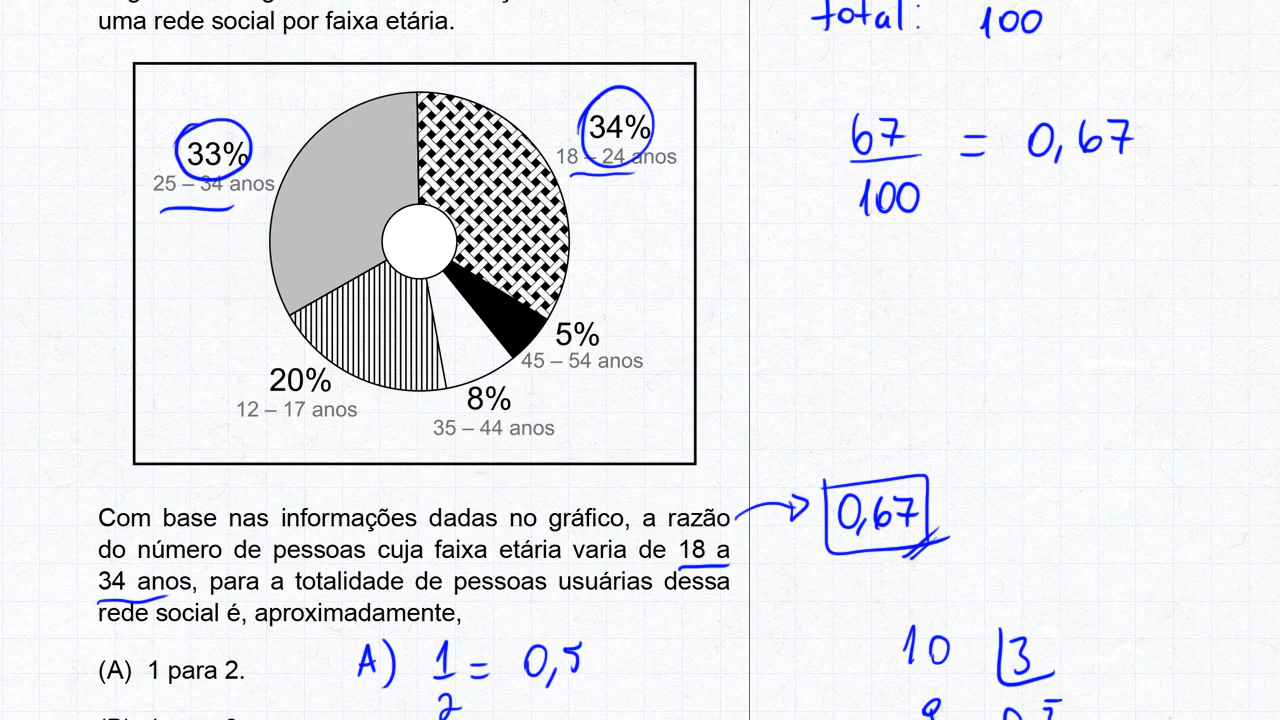 uma rede social por faixa etária.
total: 100
34%
18 – 24 anos
33%
25 – 34 anos
67
100
= 0,67
5%
45 – 54 anos
20%
12 – 17 anos
8%
35 – 44 anos
Com base nas informações dadas no gráfico, a razão
do número de pessoas cuja faixa etária varia de 18 a
34 anos, para a totalidade de pessoas usuárias dessa
rede social é, aproximadamente,
0,67
(A) 1 para 2.
A) 1/2 = 0,5
10 3